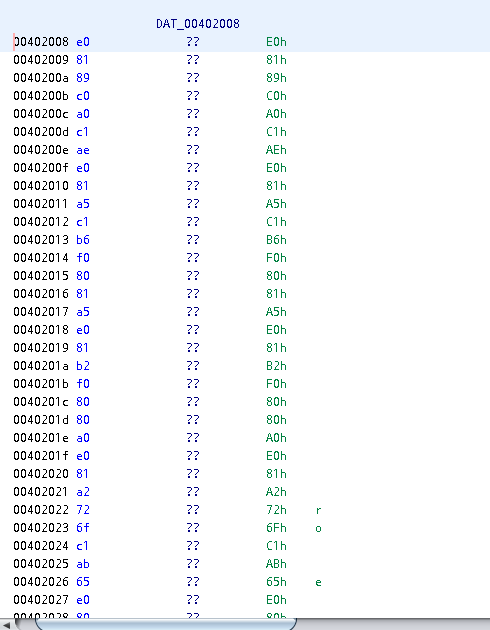 DAT_00402008
00402008 e0 ?? E0h
00402009 81 ?? 81h
0040200a 89 ?? 89h
0040200b c0 ?? C0h
0040200c a0 ?? A0h
0040200d c1 ?? C1h
0040200e ae ?? AEh
0040200f e0 ?? E0h
00402010 81 ?? 81h
00402011 a5 ?? A5h
00402012 c1 ?? C1h
00402013 b6 ?? B6h
00402014 f0 ?? F0h
00402015 80 ?? 80h
00402016 81 ?? 81h
00402017 a5 ?? A5h
00402018 e0 ?? E0h
00402019 81 ?? 81h
0040201a b2 ?? B2h
0040201b f0 ?? F0h
0040201c 80 ?? 80h
0040201d 80 ?? 80h
0040201e a0 ?? A0h
0040201f e0 ?? E0h
00402020 81 ?? 81h
00402021 a2 ?? A2h
00402022 72 ?? 72h r
00402023 6f ?? 6Fh o
00402024 c1 ?? C1h
00402025 ab ?? ABh
00402026 65 ?? 65h e
00402027 e0 ?? E0h
00402028 80 ?? 80h